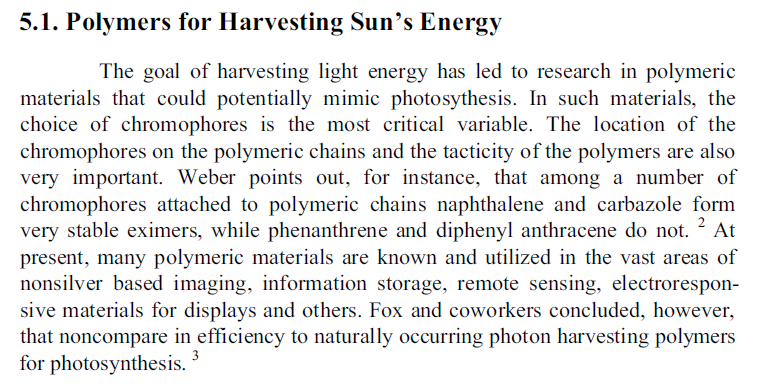 5.1. Polymers for Harvesting Sun’s Energy
The goal of harvesting light energy has led to research in polymeric
materials that could potentially mimic photosythesis. In such materials, the
choice of chromophores is the most critical variable. The location of the
chromophores on the polymeric chains and the tacticity of the polymers are also
very important. Weber points out, for instance, that among a number of
chromophores attached to polymeric chains naphthalene and carbazole form
very stable eximers, while phenanthrene and diphenyl anthracene do not. 2 At
present, many polymeric materials are known and utilized in the vast areas of
nonsilver based imaging, information storage, remote sensing, electrorespon-
sive materials for displays and others. Fox and coworkers concluded, however,
that noncompare in efficiency to naturally occurring photon harvesting polymers
for photosynthesis. 3